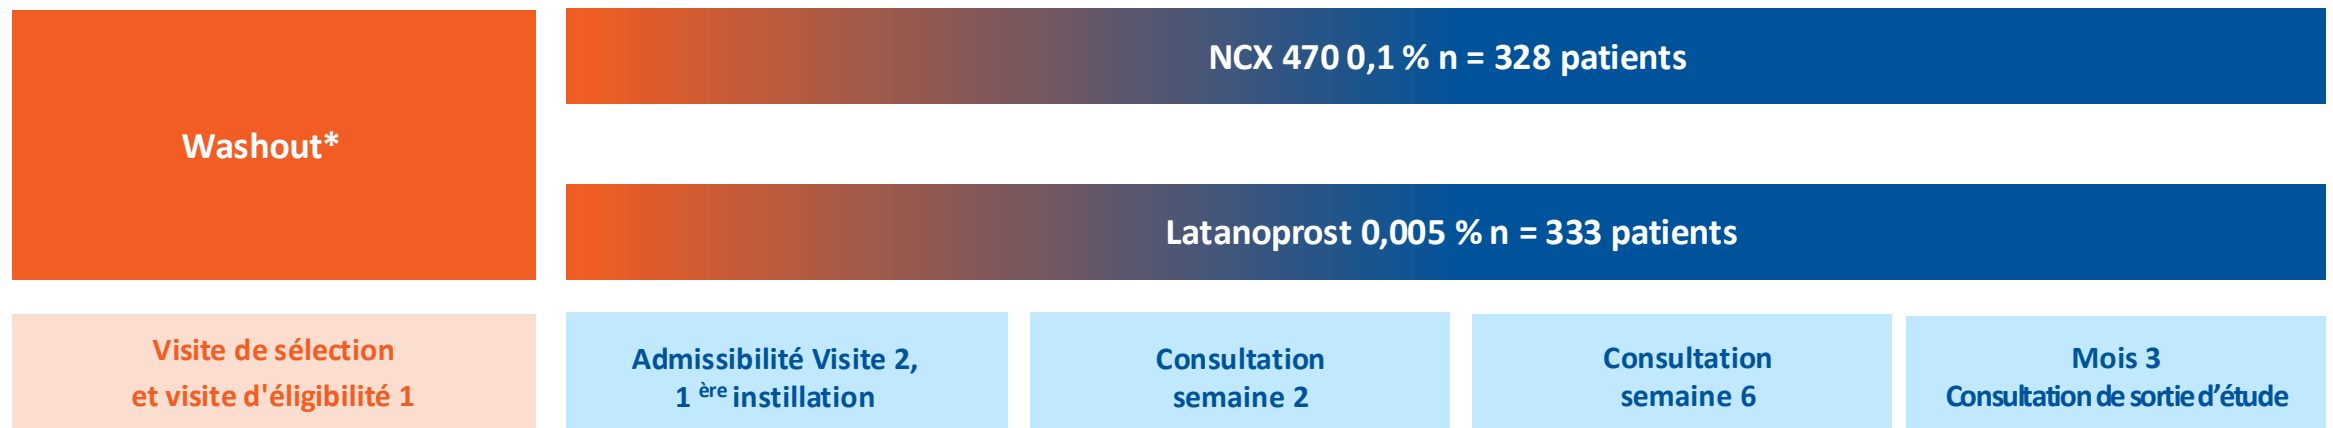 NCX 470 0,1 % n = 328 patients
Washout*
Latanoprost 0,005 % n = 333 patients
Visite de sélection
et visite d'éligibilité 1
Admissibilité Visite 2,
1 ère instillation
Consultation
semaine 2
Consultation
semaine 6
Mois 3
Consultation de sortie d’étude